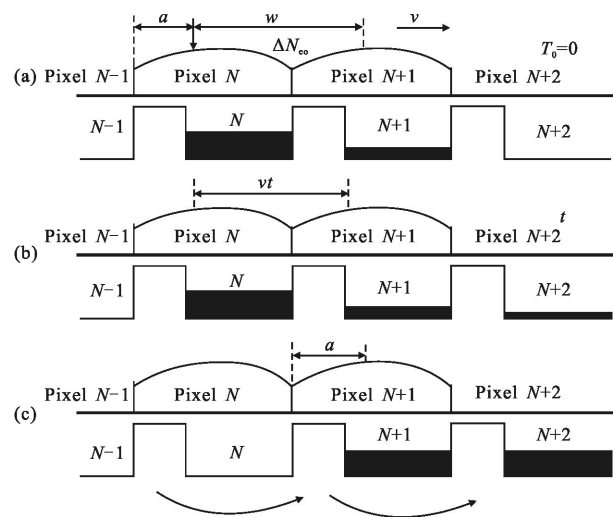 a w v
ΔN_eo T₀=0
(a) Pixel N−1 Pixel N Pixel N+1 Pixel N+2
N−1 N N+1 N+2
vt
t
(b) Pixel N−1 Pixel N Pixel N+1 Pixel N+2
N−1 N N+1 N+2
a
(c) Pixel N−1 Pixel N Pixel N+1 Pixel N+2
N−1 N N+1 N+2